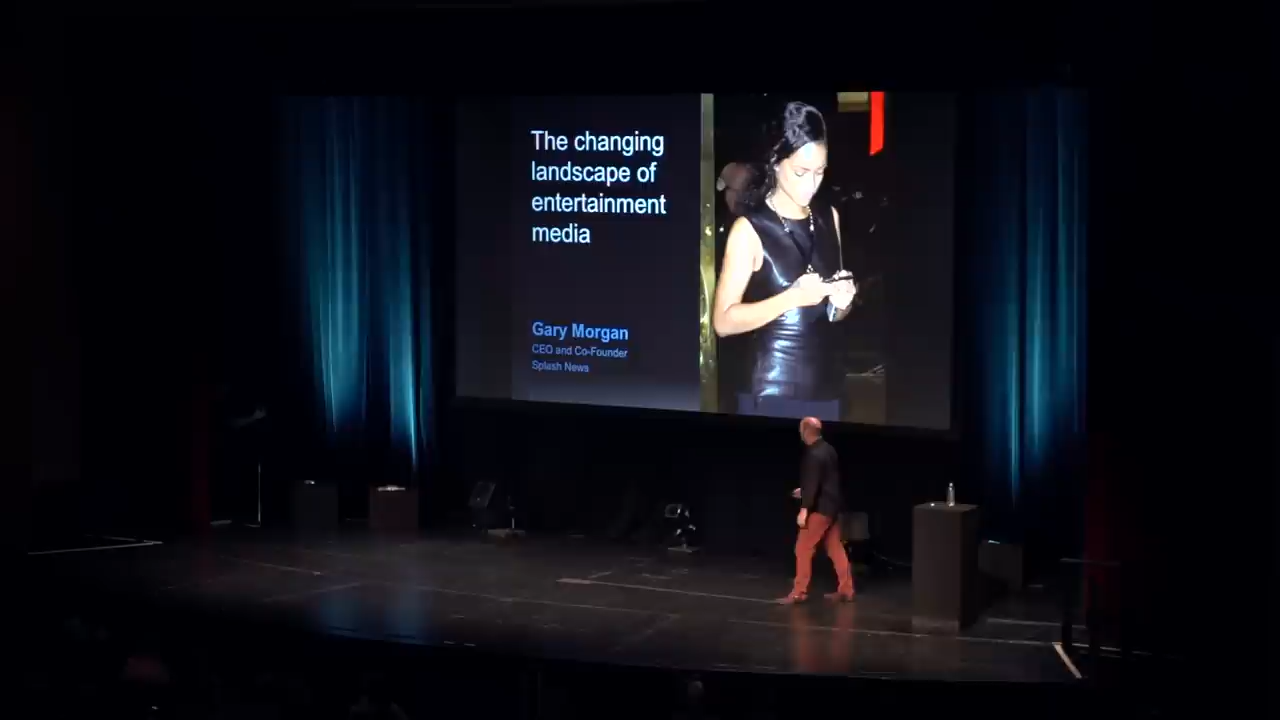 The changing
landscape of
entertainment
media
Gary Morgan
CEO and Co-Founder
Splash News